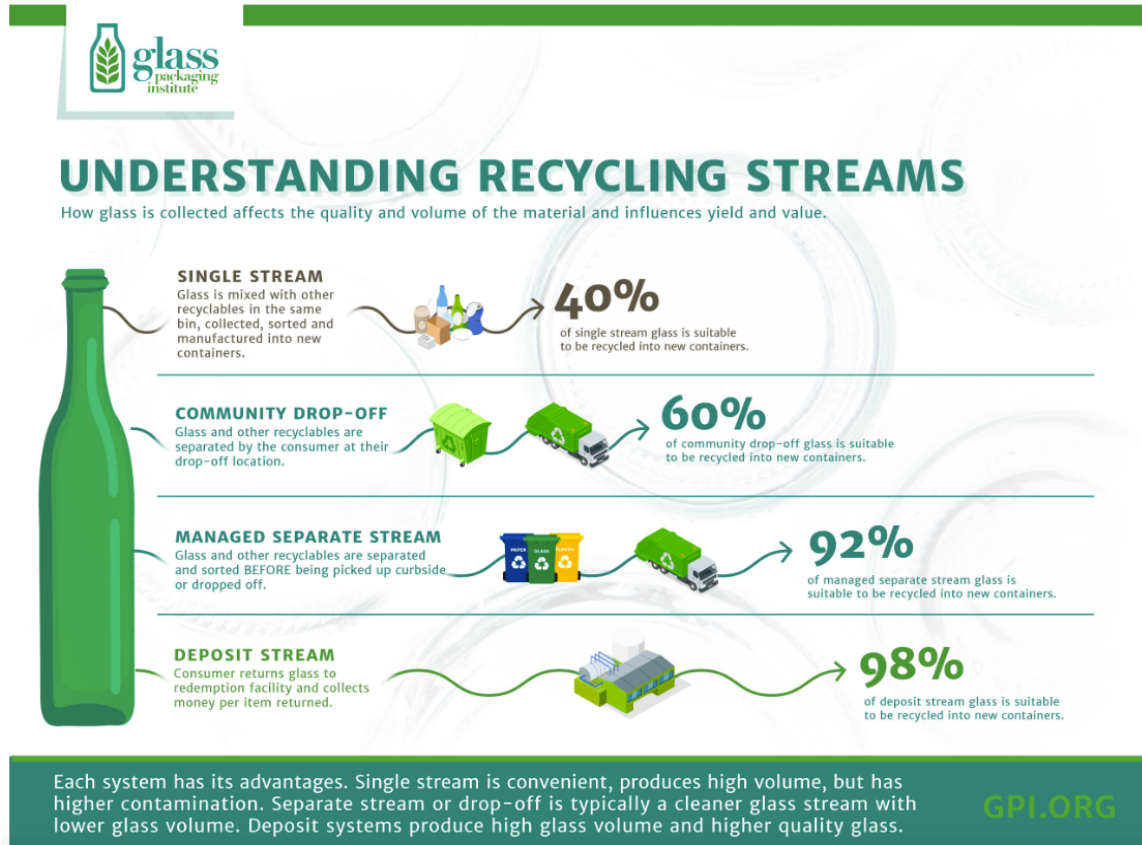 glass
packaging
institute
UNDERSTANDING RECYCLING STREAMS
How glass is collected affects the quality and volume of the material and influences yield and value.
SINGLE STREAM
Glass is mixed with other
recyclables in the same
bin, collected, sorted and
manufactured into new
containers.
40%
of single stream glass is suitable
to be recycled into new containers.
COMMUNITY DROP-OFF
Glass and other recyclables are
separated by the consumer at their
drop-off location.
60%
of community drop-off glass is suitable
to be recycled into new containers.
MANAGED SEPARATE STREAM
Glass and other recyclables are separated
and sorted BEFORE being picked up curbside
or dropped off.
PAPER
GLASS
PLASTIC
92%
of managed separate stream glass is
suitable to be recycled into new containers.
DEPOSIT STREAM
Consumer returns glass to
redemption facility and collects
money per item returned.
98%
of deposit stream glass is suitable
to be recycled into new containers.
Each system has its advantages. Single stream is convenient, produces high volume, but has
higher contamination. Separate stream or drop-off is typically a cleaner glass stream with
lower glass volume. Deposit systems produce high glass volume and higher quality glass.
GPI.ORG